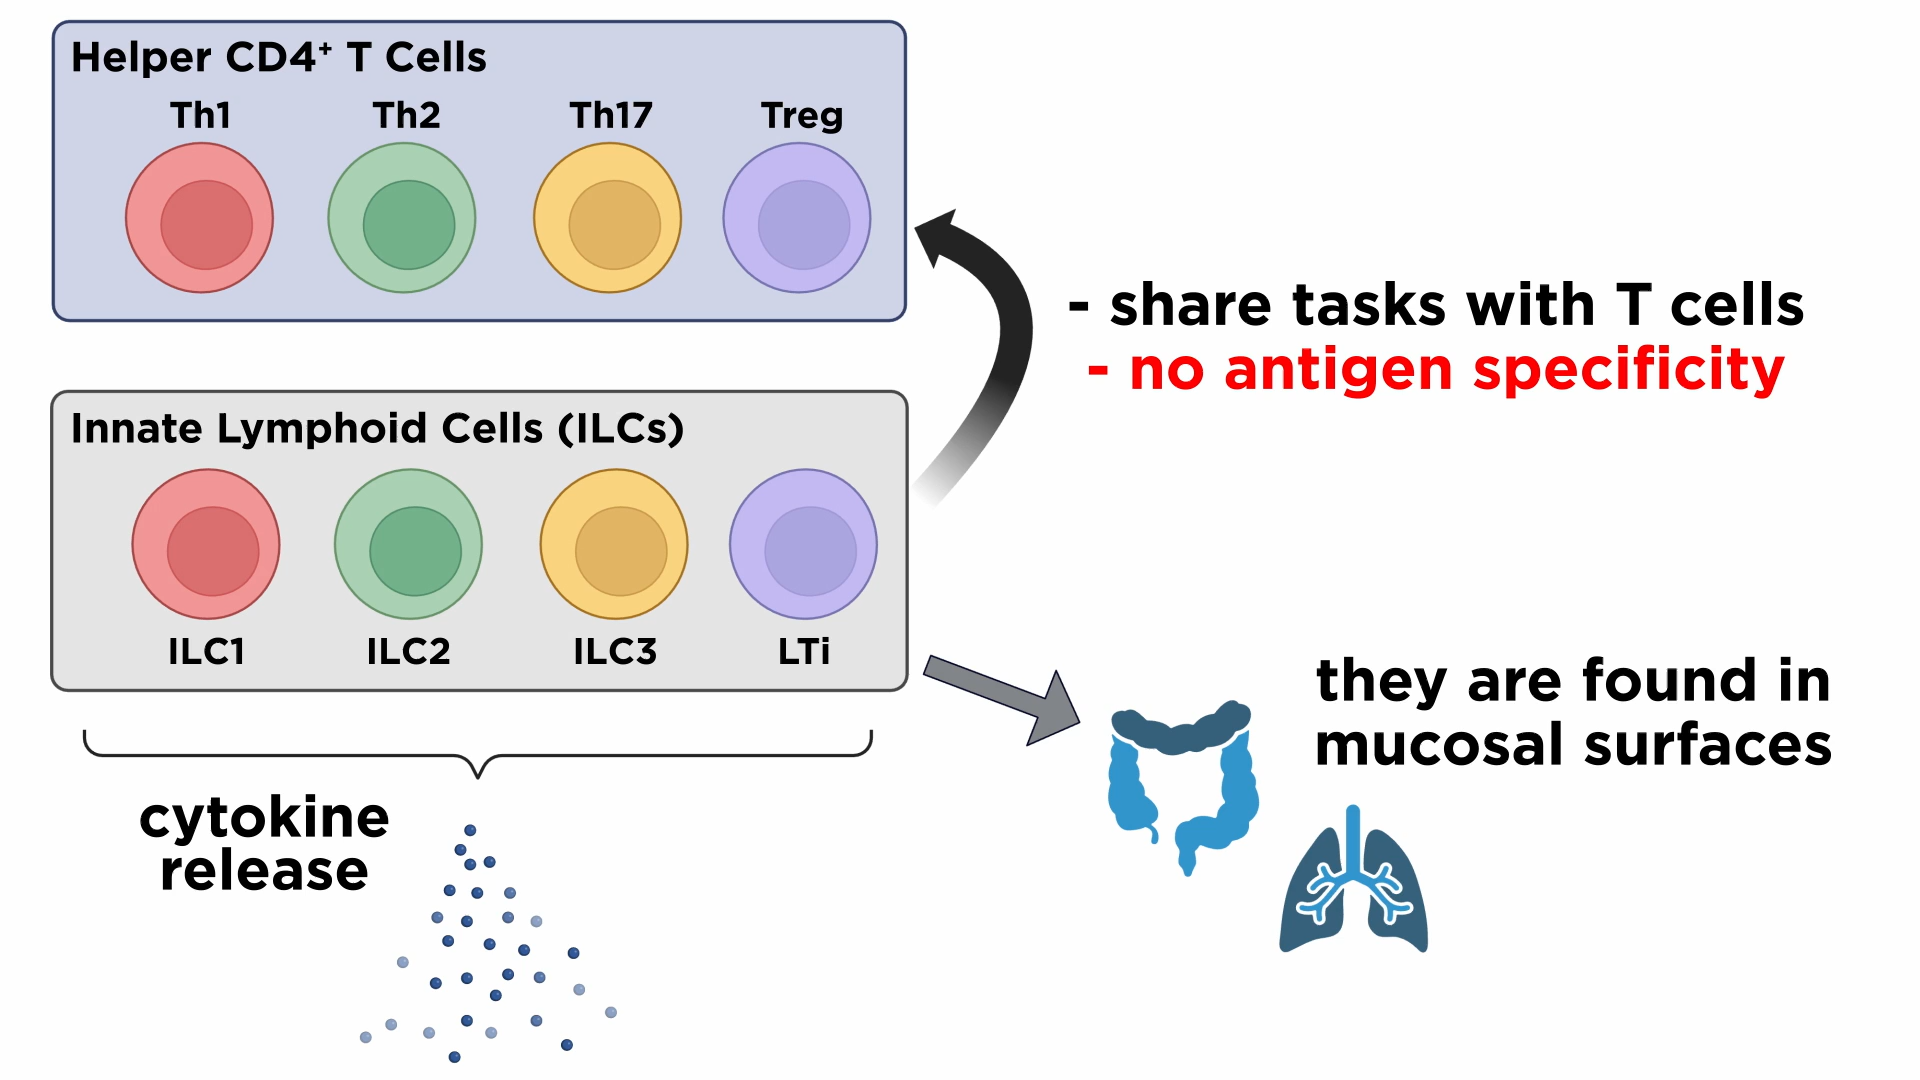 Helper CD4⁺ T Cells
Th1 Th2 Th17 Treg
- share tasks with T cells
- no antigen specificity
Innate Lymphoid Cells (ILCs)
ILC1 ILC2 ILC3 LTi
they are found in
mucosal surfaces
cytokine
release